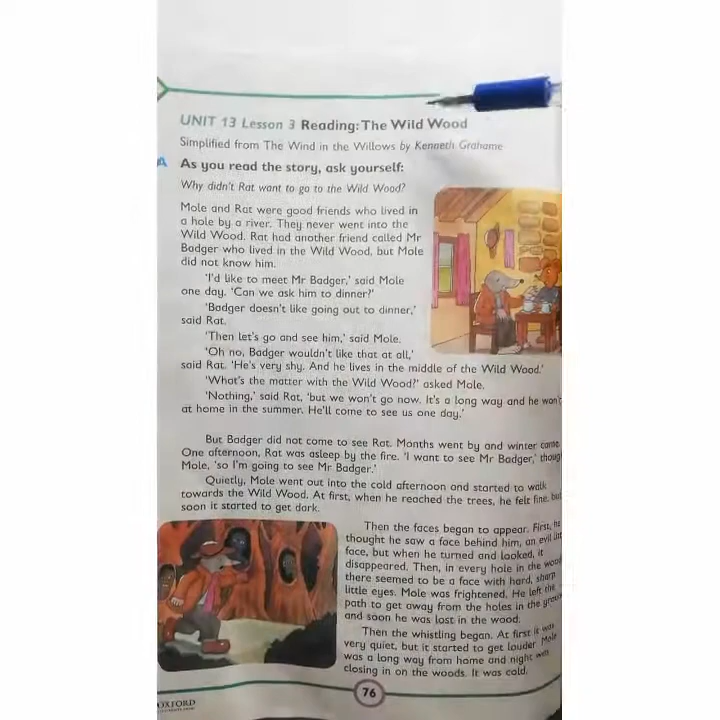 UNIT 13 Lesson 3 Reading: The Wild Wood
Simplified from The Wind in the Willows by Kenneth Grahame
A As you read the story, ask yourself:
Why didn't Rat want to go to the Wild Wood?
Mole and Rat were good friends who lived in
a hole by a river. They never went into the
Wild Wood. Rat had another friend called Mr
Badger who lived in the Wild Wood, but Mole
did not know him.
'I'd like to meet Mr Badger,' said Mole
one day. 'Can we ask him to dinner?'
'Badger doesn't like going out to dinner,'
said Rat.
'Then let's go and see him,' said Mole.
'Oh no, Badger wouldn't like that at all,'
said Rat. 'He's very shy. And he lives in the middle of the Wild Wood.'
'What's the matter with the Wild Wood?' asked Mole.
'Nothing,' said Rat, 'but we won't go now. It's a long way and he won't
at home in the summer. He'll come to see us one day.'
But Badger did not come to see Rat. Months went by and winter came.
One afternoon, Rat was asleep by the fire. 'I want to see Mr Badger,' thoug
Mole, 'so I'm going to see Mr Badger.'
Quietly, Mole went out into the cold afternoon and started to walk
towards the Wild Wood. At first, when he reached the trees, he felt fine, but
soon it started to get dark.
Then the faces began to appear. First, he
thought he saw a face behind him, an evil litt
face, but when he turned and looked, it
disappeared. Then, in every hole in the wood
there seemed to be a face with hard, sharp
little eyes. Mole was frightened. He left the
path to get away from the holes in the grou
and soon he was lost in the wood.
Then the whistling began. At first it was
very quiet, but it started to get louder. Mole
was a long way from home and night was
closing in on the woods. It was cold.
76
OXFORD